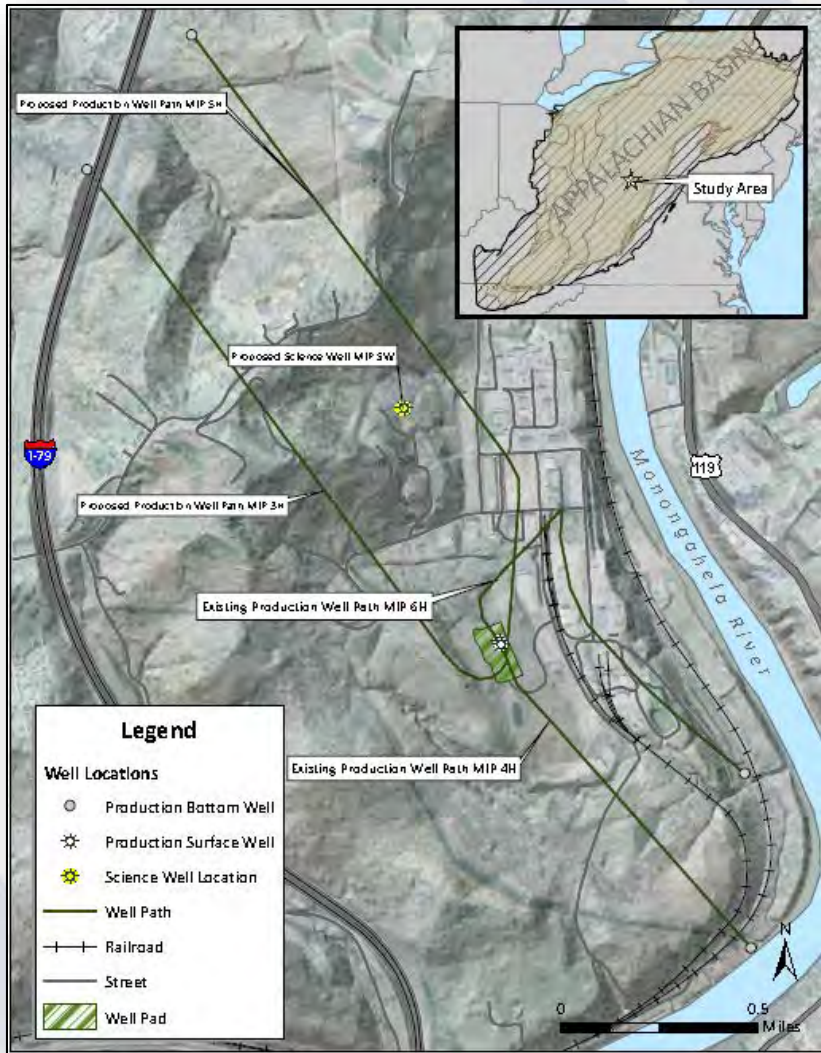 Proposed Production Well Path MIP 5H
APPALACHIAN BASIN
Study Area
Proposed Science Well MIP SW
I-79
119
Monongahela River
Proposed Production Well Path MIP 3H
Existing Production Well Path MIP 6H
Existing Production Well Path MIP 4H
Legend
Well Locations
Production Bottom Well
Production Surface Well
Science Well Location
Well Path
Railroad
Street
Well Pad
N
0 0.5
Miles